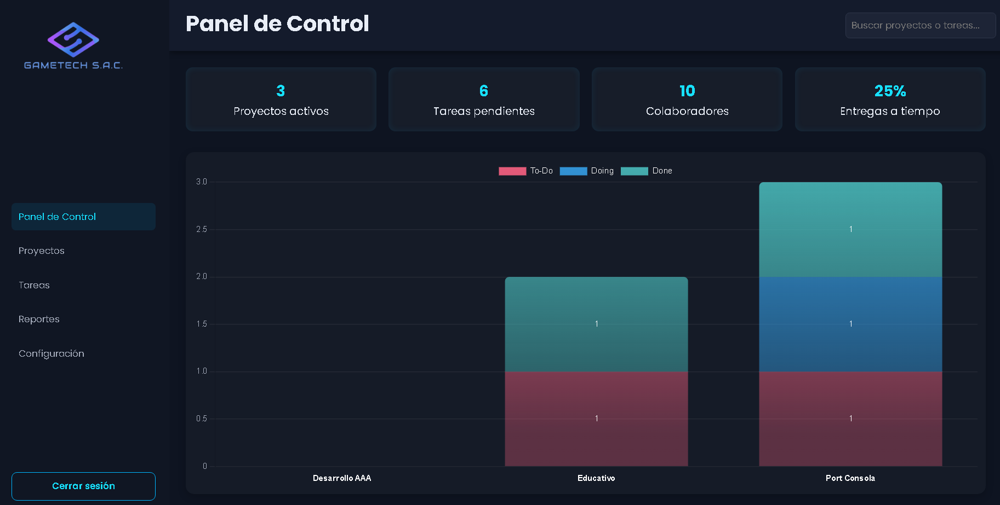 GAMETECH S.A.C.
Panel de Control
Proyectos
Tareas
Reportes
Configuración
Cerrar sesión
Panel de Control
Buscar proyectos o tareas...
3
Proyectos activos
6
Tareas pendientes
10
Colaboradores
25%
Entregas a tiempo
To-Do Doing Done
3.0
2.5
2.0
1.5
1.0
0.5
0
1
1
1
1
1
Desarrollo AAA
Educativo
Port Consola